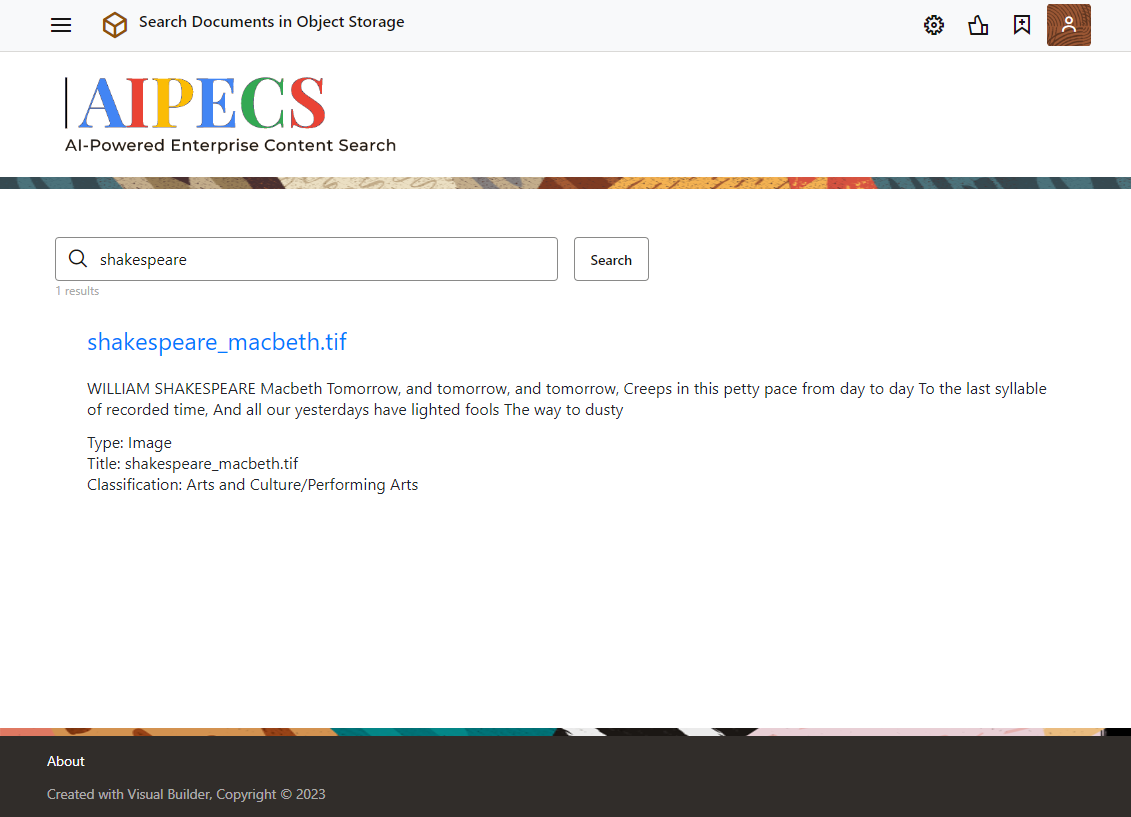 Search Documents in Object Storage
AIPECS
AI-Powered Enterprise Content Search
shakespeare
Search
1 results
shakespeare_macbeth.tif
WILLIAM SHAKESPEARE Macbeth Tomorrow, and tomorrow, and tomorrow, Creeps in this petty pace from day to day To the last syllable
of recorded time, And all our yesterdays have lighted fools The way to dusty
Type: Image
Title: shakespeare_macbeth.tif
Classification: Arts and Culture/Performing Arts
About
Created with Visual Builder, Copyright © 2023